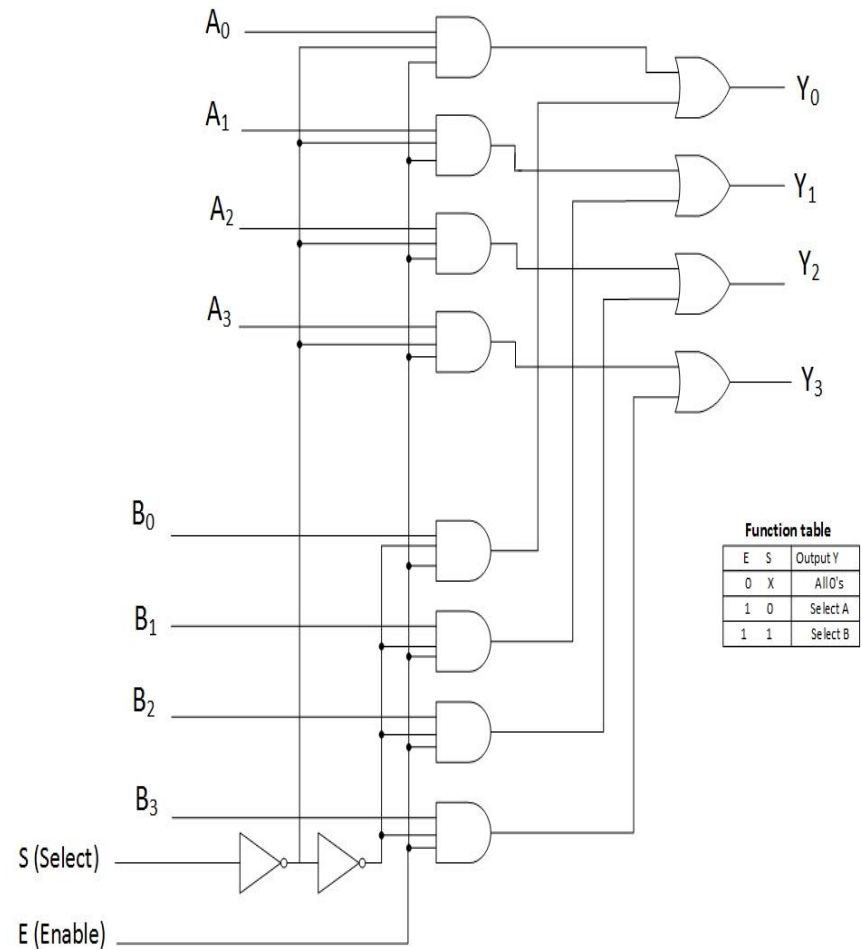 A0
Y0
A1
Y1
A2
Y2
A3
Y3
B0
B1
B2
B3
S (Select)
E (Enable)
Function table
E S Output Y
0 X All 0's
1 0 Select A
1 1 Select B